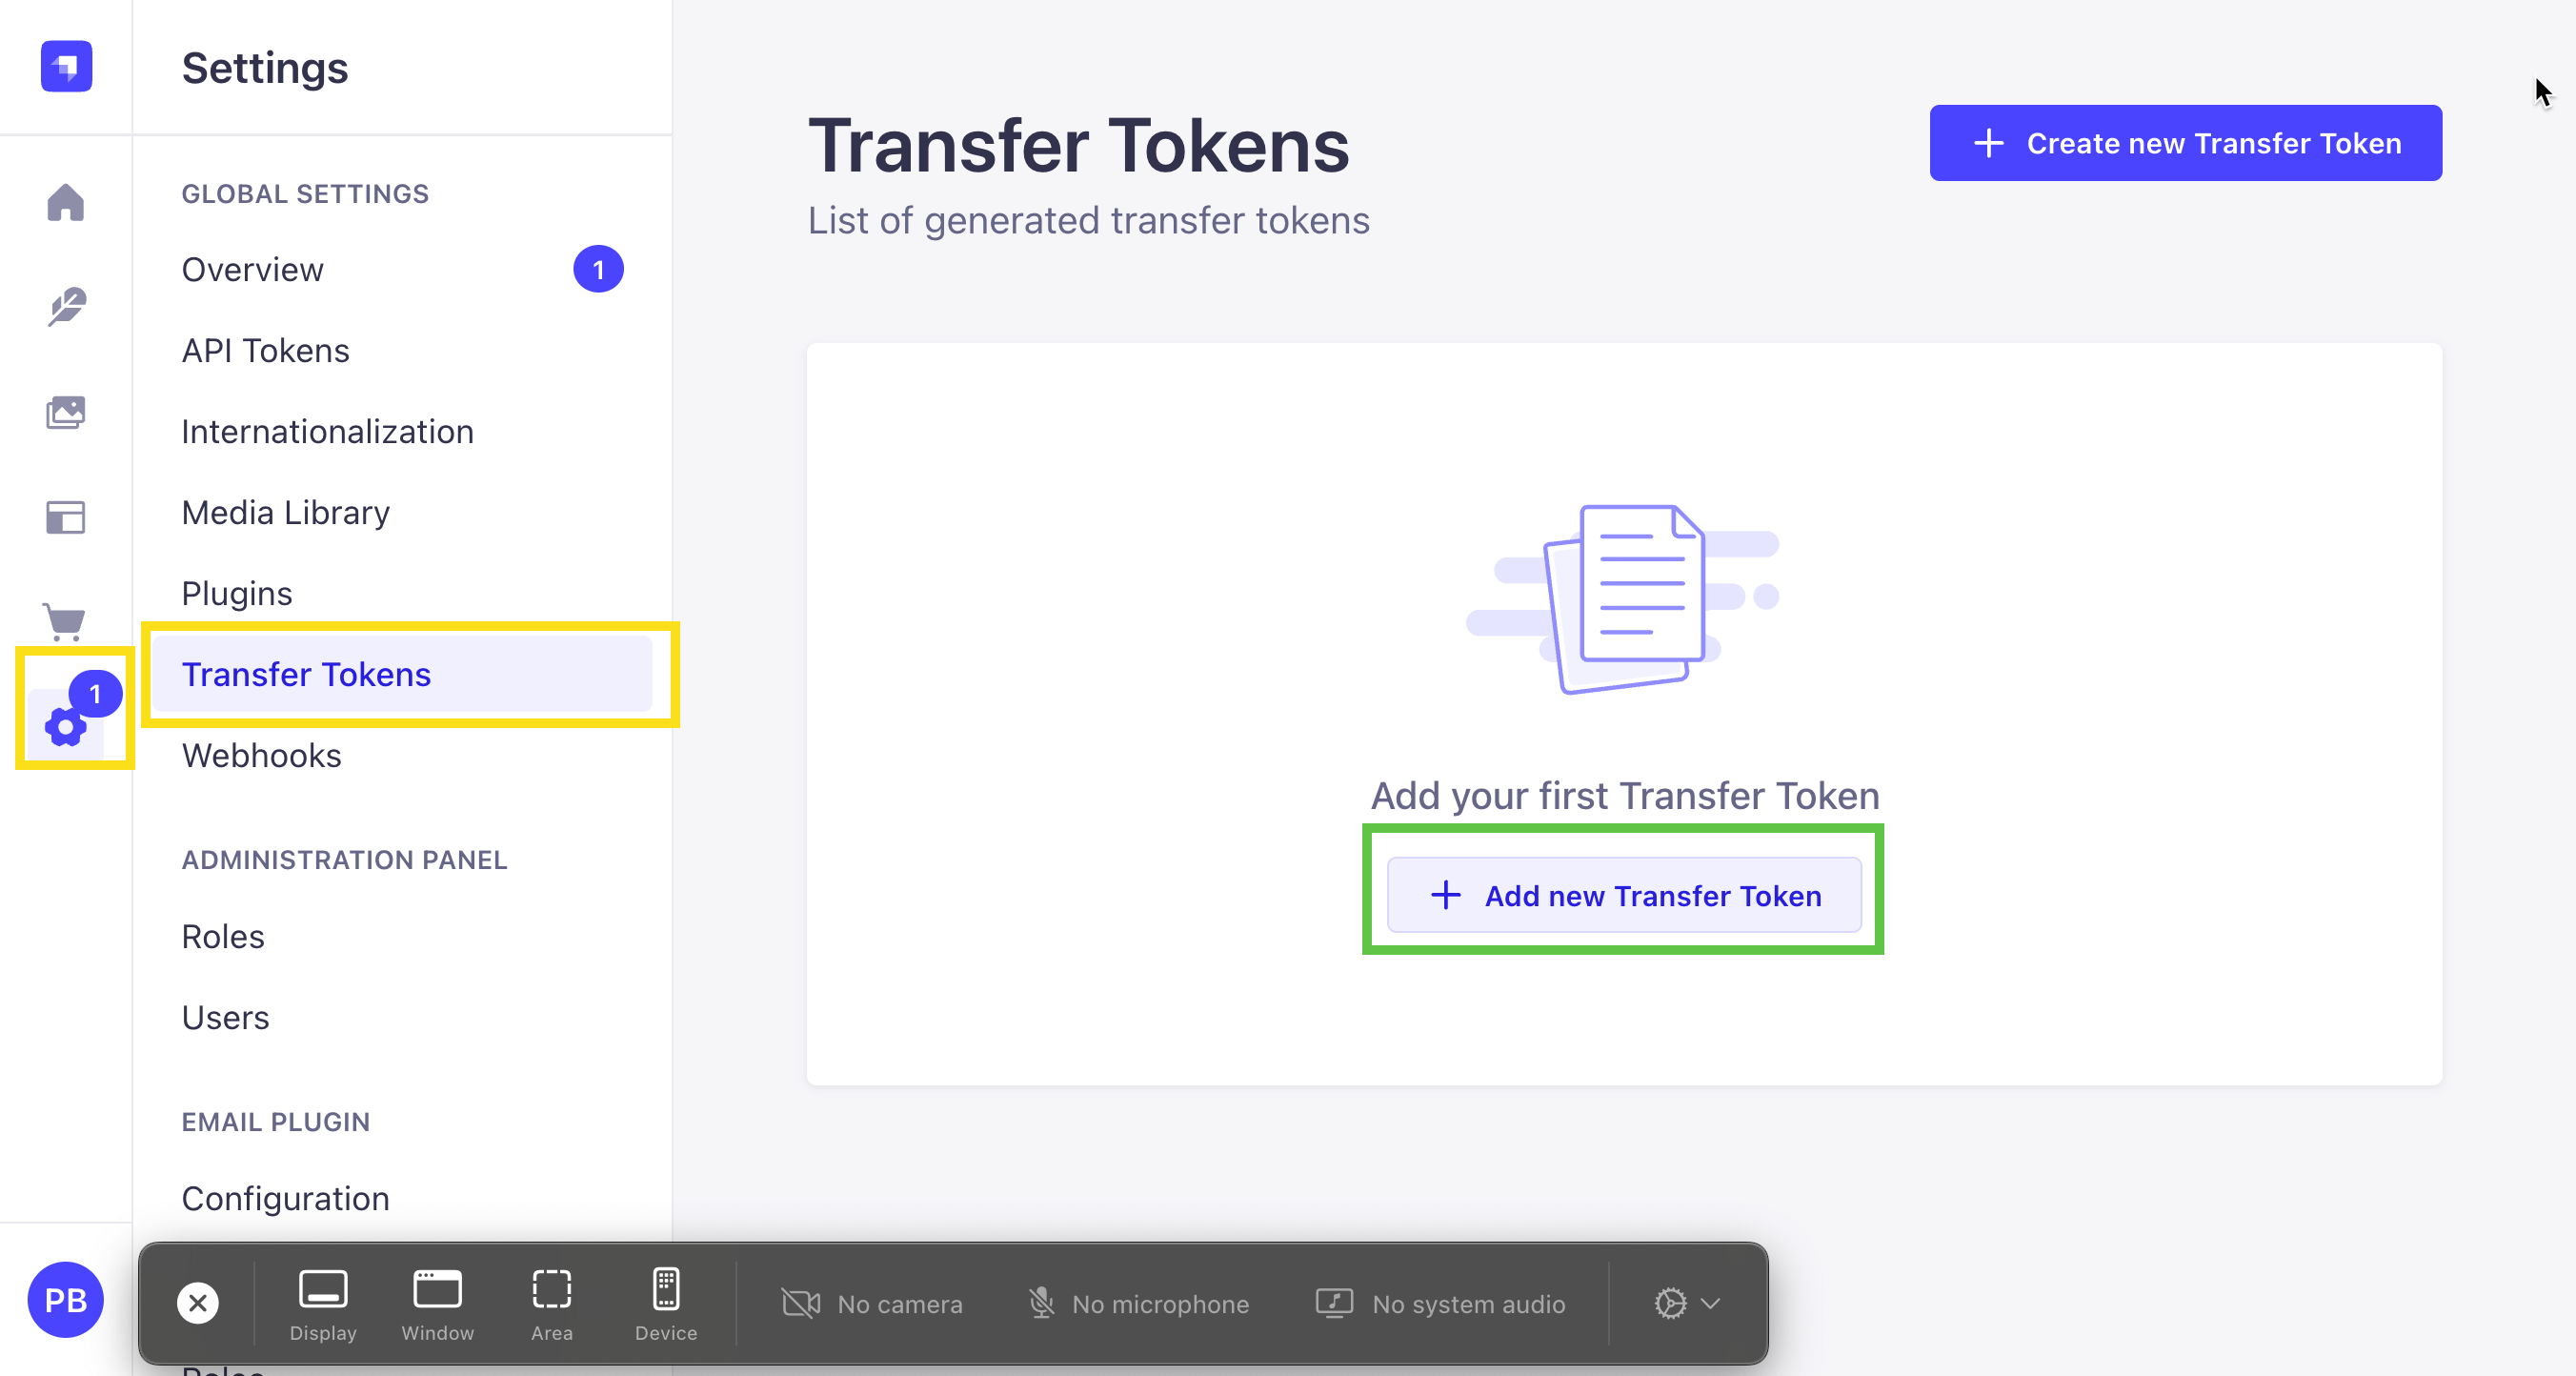 Settings
GLOBAL SETTINGS
Overview
1
API Tokens
Internationalization
Media Library
Plugins
Transfer Tokens
1
Webhooks
ADMINISTRATION PANEL
Roles
Users
EMAIL PLUGIN
Configuration
PB
Transfer Tokens
List of generated transfer tokens
Create new Transfer Token
Add your first Transfer Token
Add new Transfer Token
Display
Window
Area
Device
No camera
No microphone
No system audio